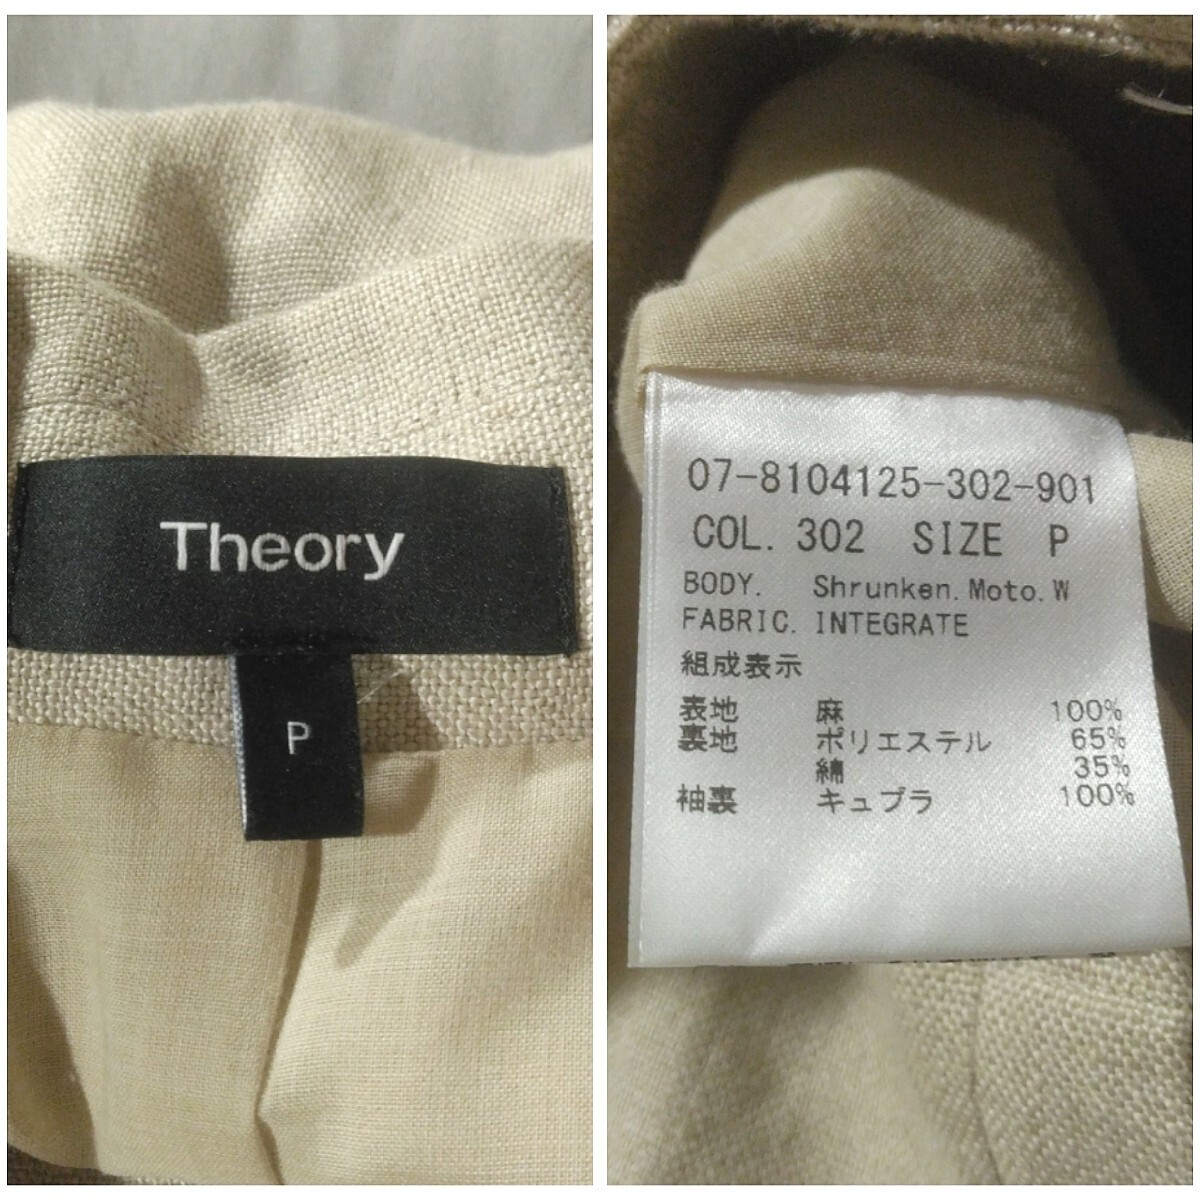 Theory
P
07-8104125-302-901
COL. 302 SIZE P
BODY. Shrunken. Moto. W
FABRIC. INTEGRATE
組成表示
表地 麻 100%
裏地 ポリエステル 65%
綿 35%
袖裏 キュプラ 100%